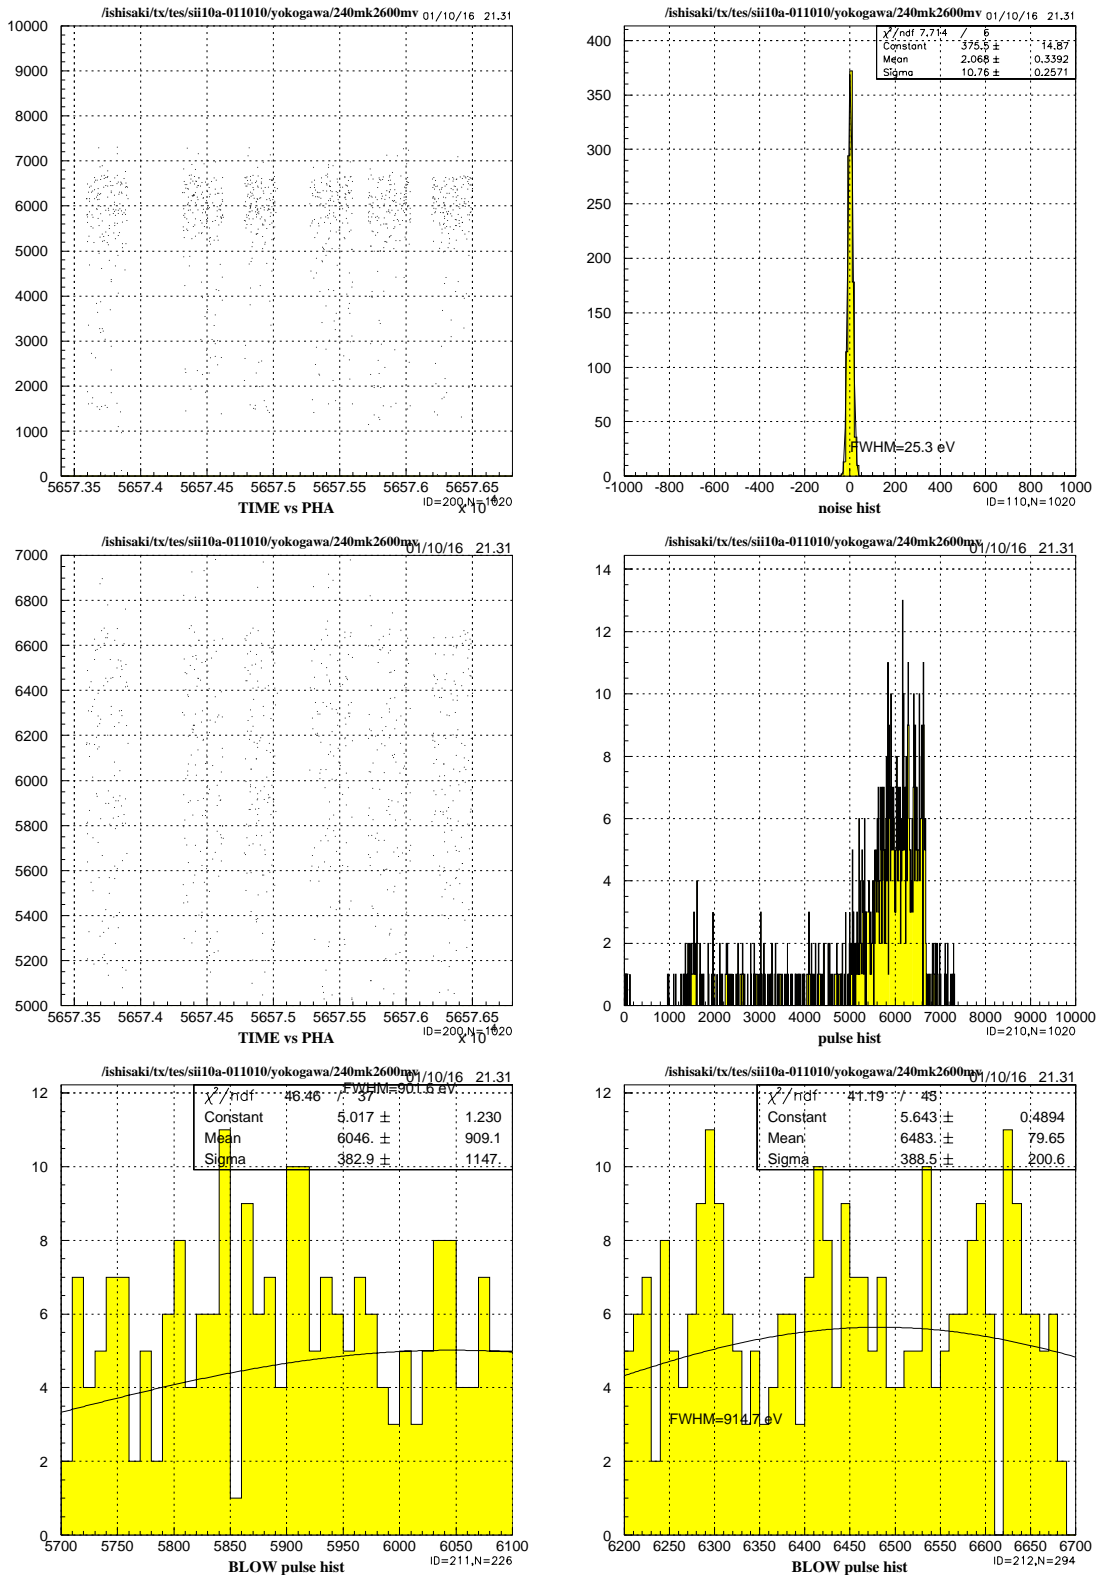 /ishisaki/tx/tes/sii10a-011010/yokogawa/240mk2600mv 01/10/16 21.31
10000
9000
8000
7000
6000
5000
4000
3000
2000
1000
0
5657.35 5657.4 5657.45 5657.5 5657.55 5657.6 5657.65
x 10^4
TIME vs PHA
ID=200,N=1020
/ishisaki/tx/tes/sii10a-011010/yokogawa/240mk2600mv 01/10/16 21.31
χ²/ndf 7.714 / 6
Constant 375.5 ± 14.87
Mean 2.068 ± 0.3392
Sigma 10.76 ± 0.2571
400
350
300
250
200
150
100
50
0
FWHM=25.3 eV
-1000 -800 -600 -400 -200 0 200 400 600 800 1000
noise hist
ID=110,N=1020
/ishisaki/tx/tes/sii10a-011010/yokogawa/240mk2600mv 01/10/16 21.31
7000
6800
6600
6400
6200
6000
5800
5600
5400
5200
5000
5657.35 5657.4 5657.45 5657.5 5657.55 5657.6 5657.65
x 10^4
TIME vs PHA
ID=200,N=1020
/ishisaki/tx/tes/sii10a-011010/yokogawa/240mk2600mv 01/10/16 21.31
14
12
10
8
6
4
2
0
0 1000 2000 3000 4000 5000 6000 7000 8000 9000 10000
pulse hist
ID=210,N=1020
/ishisaki/tx/tes/sii10a-011010/yokogawa/240mk2600mv 01/10/16 21.31
FWHM=901.6 eV
χ²/ndf 46.46 / 37
Constant 5.017 ± 1.230
Mean 6046. ± 909.1
Sigma 382.9 ± 1147.
12
10
8
6
4
2
0
5700 5750 5800 5850 5900 5950 6000 6050 6100
BLOW pulse hist
ID=211,N=226
/ishisaki/tx/tes/sii10a-011010/yokogawa/240mk2600mv 01/10/16 21.31
χ²/ndf 41.19 / 45
Constant 5.643 ± 0.4894
Mean 6483. ± 79.65
Sigma 388.5 ± 200.6
12
10
8
6
4
2
0
FWHM=914.7 eV
6200 6250 6300 6350 6400 6450 6500 6550 6600 6650 6700
BLOW pulse hist
ID=212,N=294